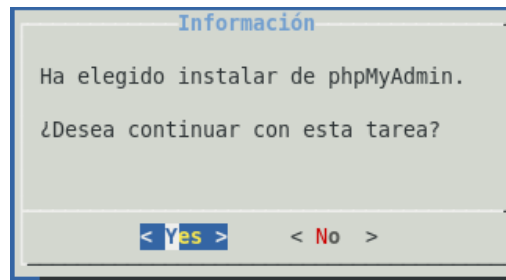 Información
Ha elegido instalar de phpMyAdmin.
¿Desea continuar con esta tarea?
< Yes > < No >